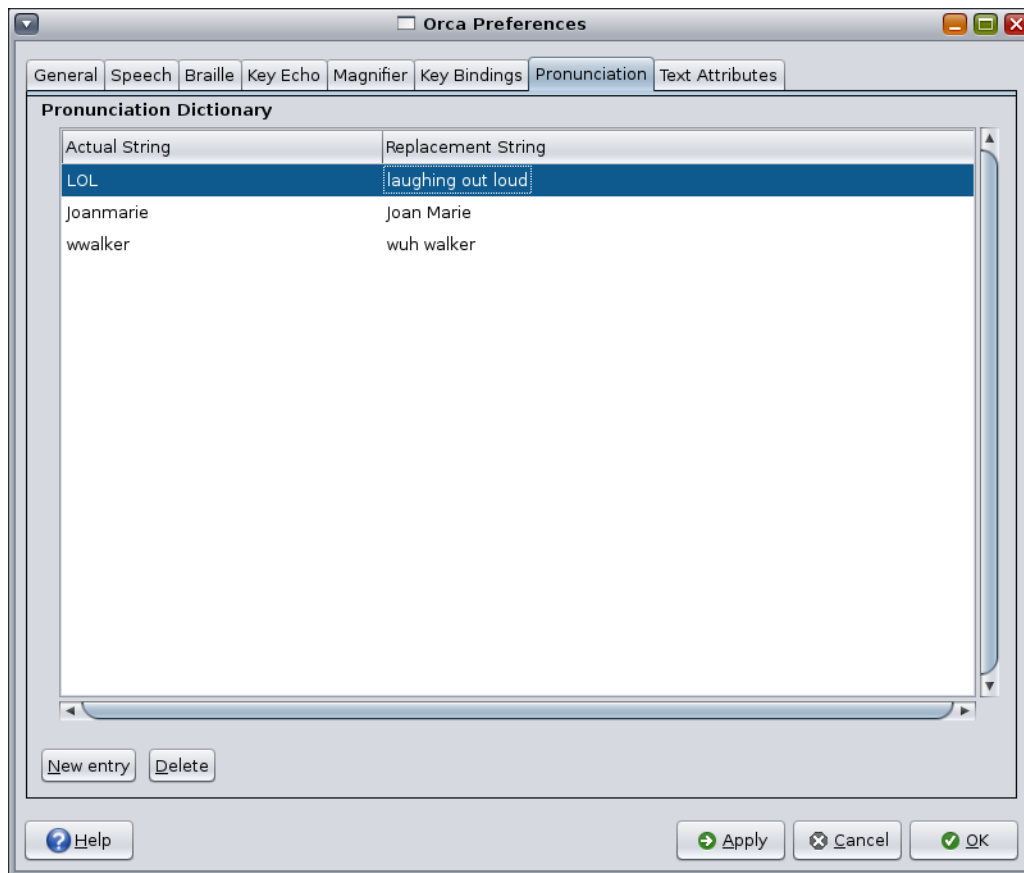 Orca Preferences
General Speech Braille Key Echo Magnifier Key Bindings Pronunciation Text Attributes
Pronunciation Dictionary
Actual String Replacement String
LOL laughing out loud
Joanmarie Joan Marie
wwalker wuh walker
New entry Delete
Help Apply Cancel OK